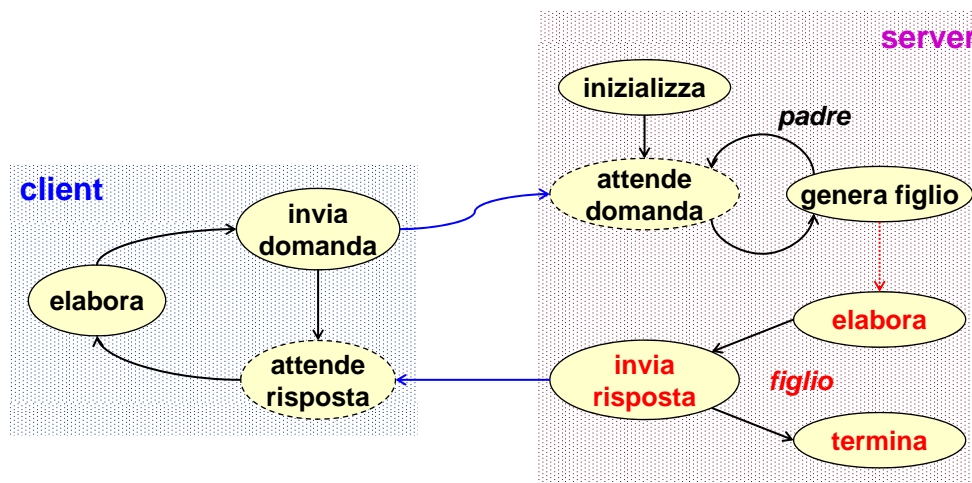 server
inizializza
padre
attende
domanda
genera figlio
client
invia
domanda
elabora
attende
risposta
elabora
invia
risposta
figlio
termina